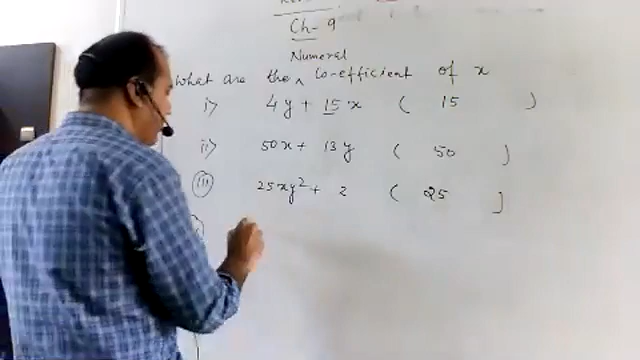 Ch-9
Numeral
What are the ^ Co-efficient of x
i) 4y + 15x ( 15 )
ii) 50x + 13y ( 50 )
iii) 25xy² + 2 ( 25 )